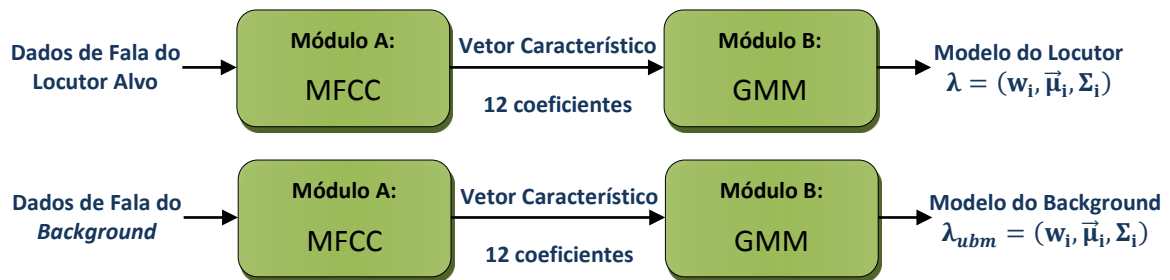 Dados de Fala do
Locutor Alvo
Módulo A:
MFCC
Vetor Característico
12 coeficientes
Módulo B:
GMM
Modelo do Locutor
λ = (wᵢ, μ⃗ᵢ, Σᵢ)
Dados de Fala do
Background
Módulo A:
MFCC
Vetor Característico
12 coeficientes
Módulo B:
GMM
Modelo do Background
λᵤbm = (wᵢ, μ⃗ᵢ, Σᵢ)